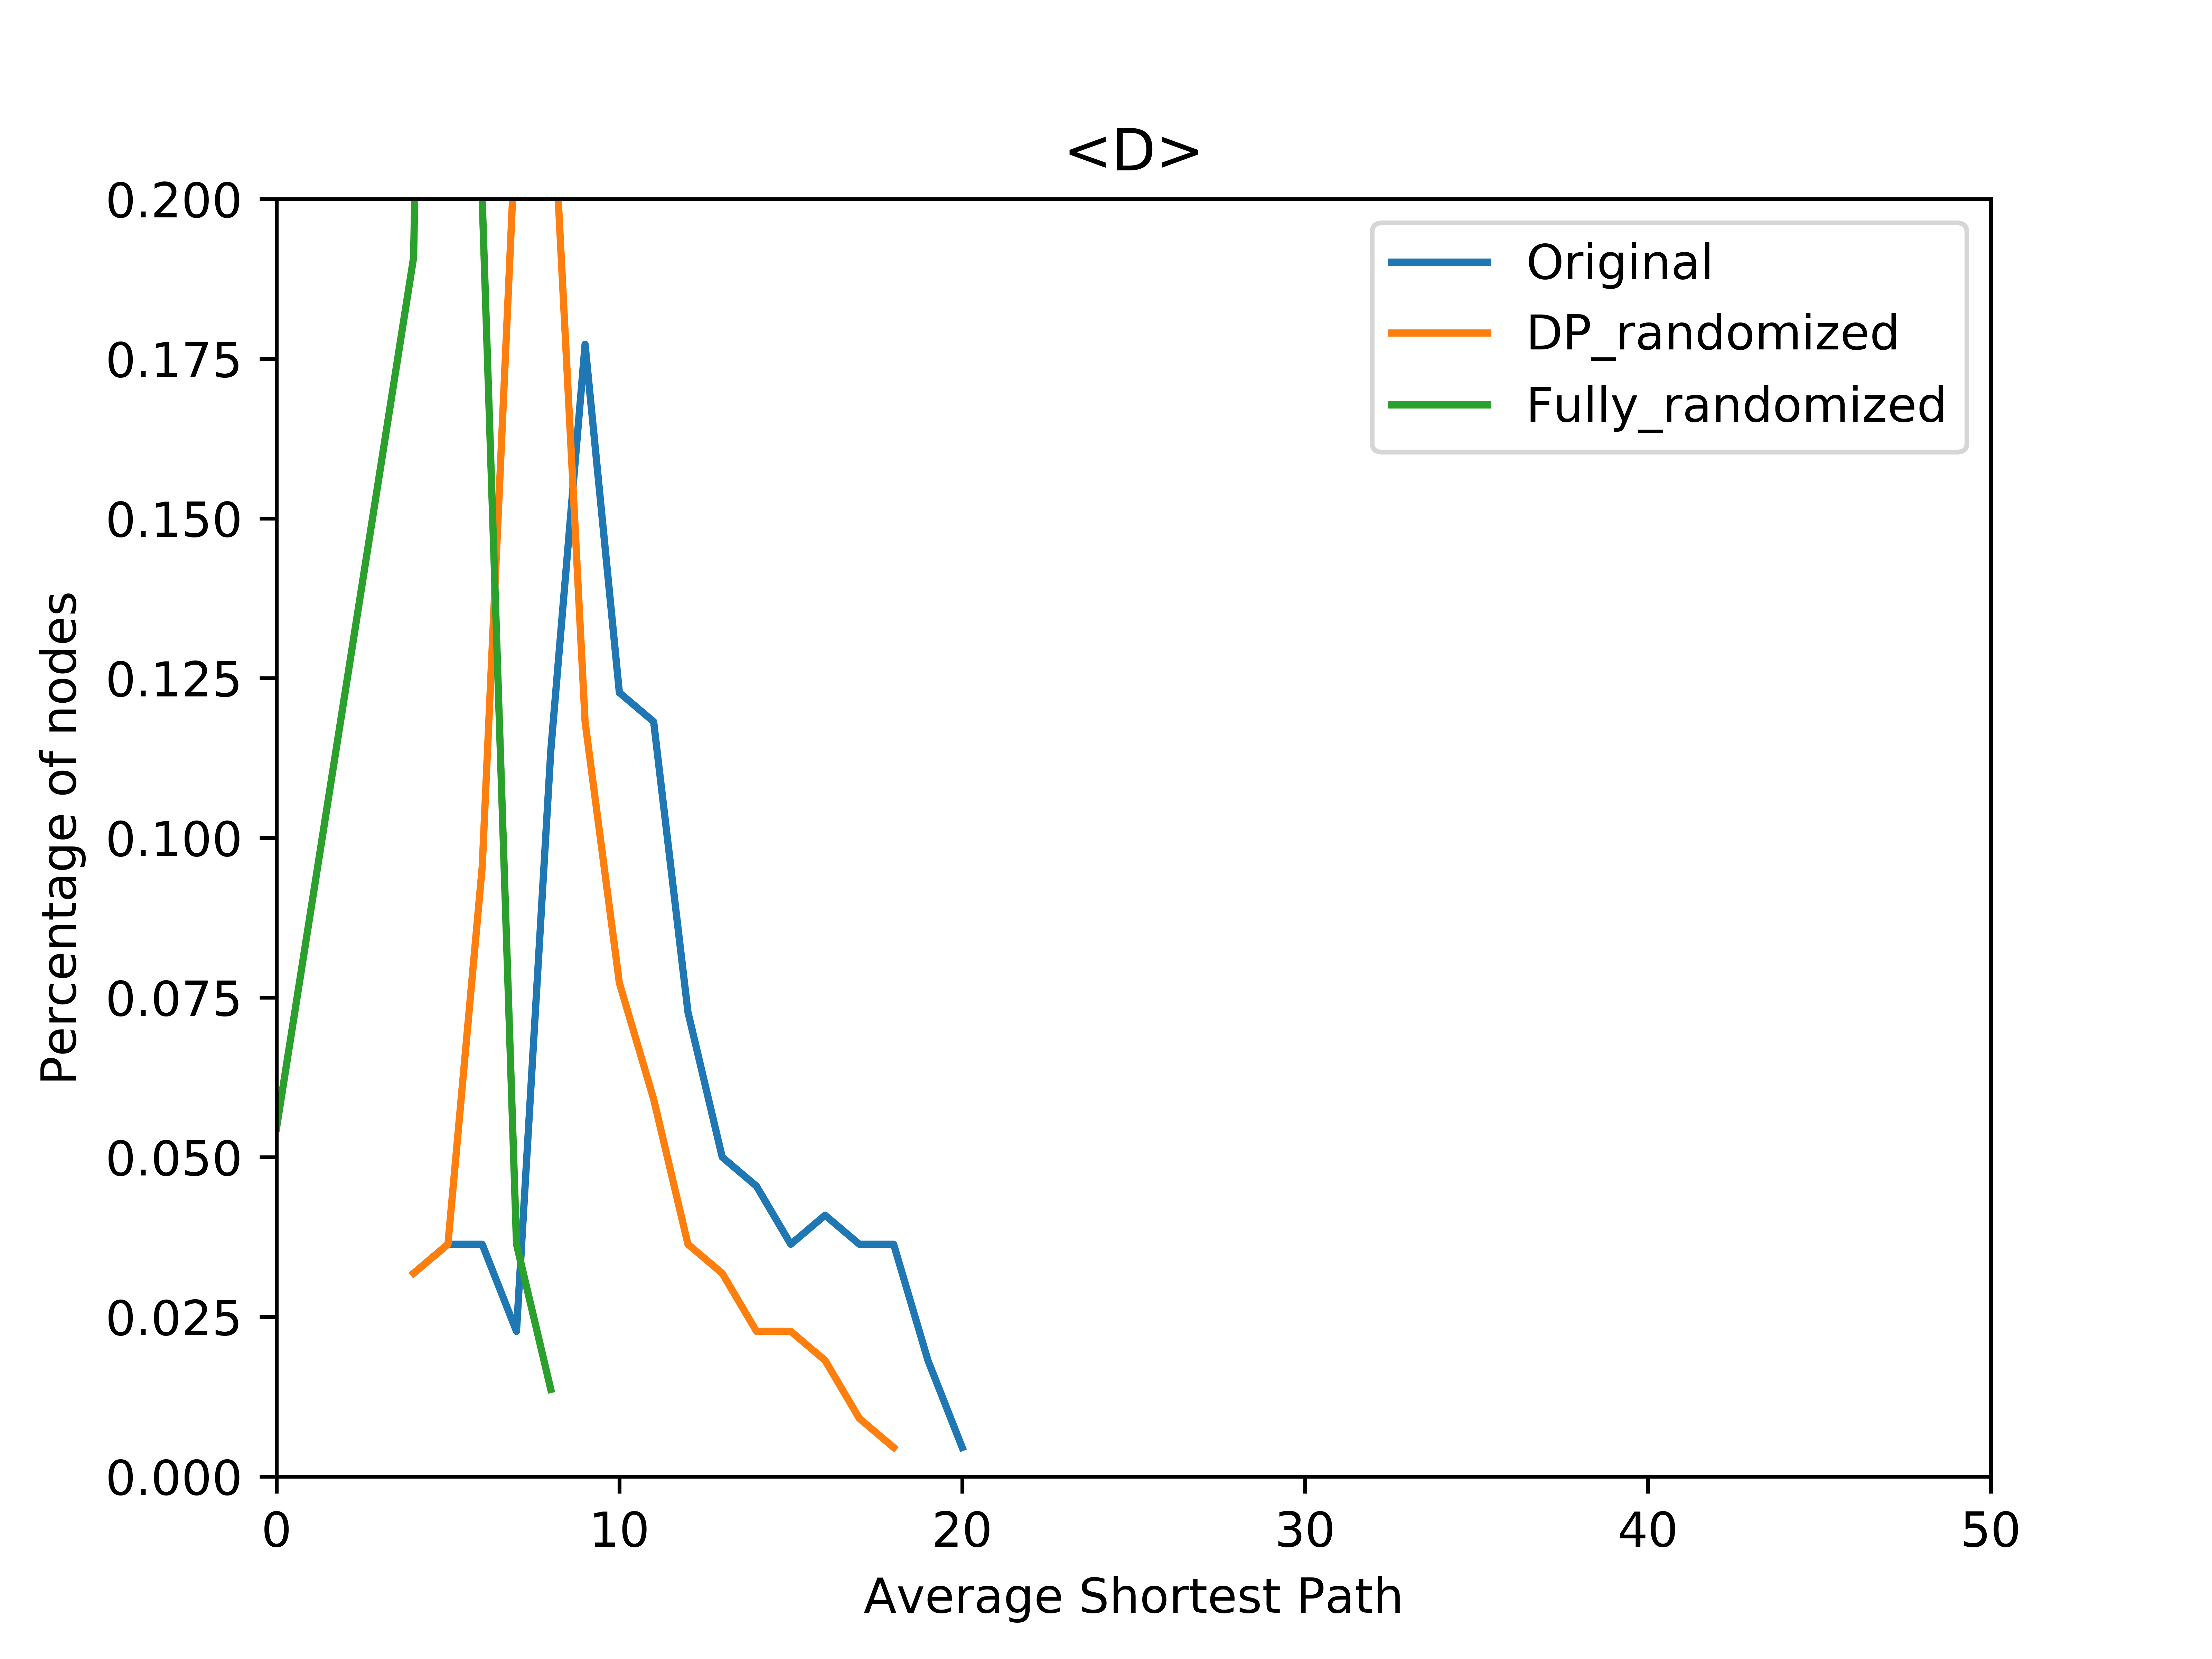 <D>
0.200
0.175
0.150
0.125
0.100
0.075
0.050
0.025
0.000
Percentage of nodes
Original
DP_randomized
Fully_randomized
0 10 20 30 40 50
Average Shortest Path